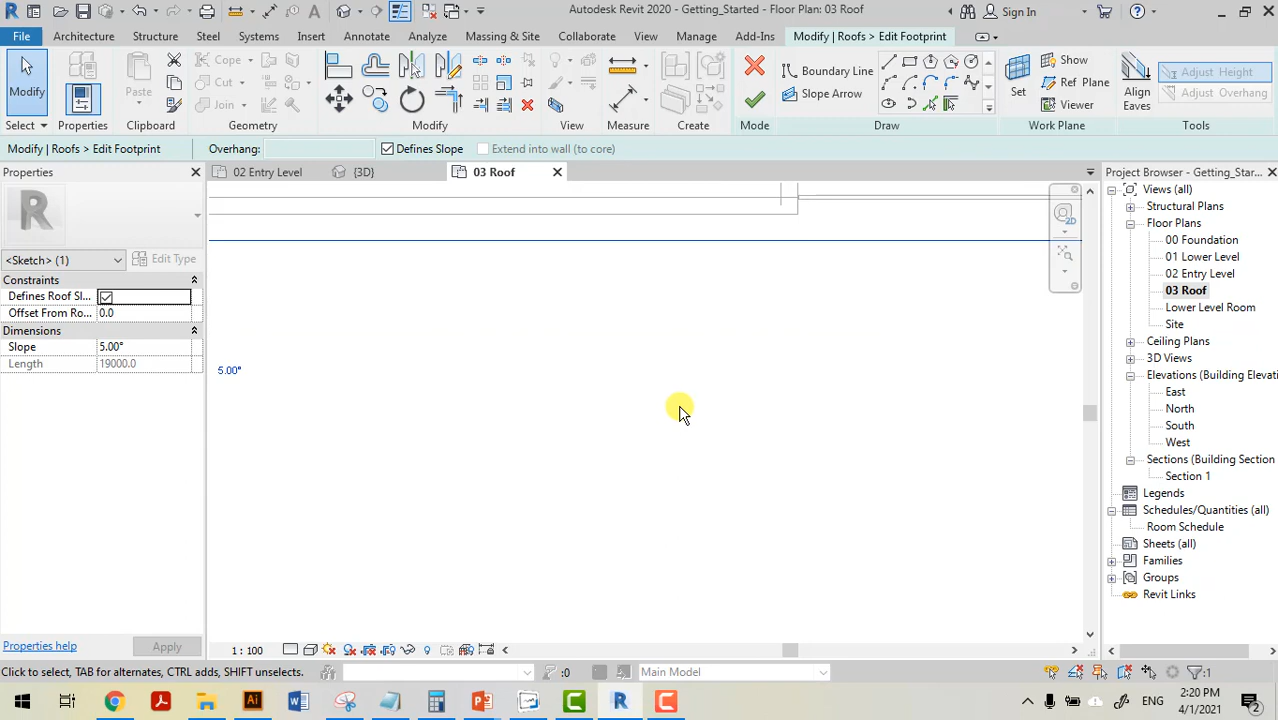 Autodesk Revit 2020 - Getting_Started - Floor Plan: 03 Roof
Sign In
File Architecture Structure Steel Systems Insert Annotate Analyze Massing & Site Collaborate View Manage Add-Ins Modify | Roofs > Edit Footprint
Modify
Select
Properties
Paste
Clipboard
Cope
Cut
Join
Geometry
Modify
View
Measure
Create
Mode
Boundary Line
Slope Arrow
Draw
Set
Show
Ref Plane
Viewer
Work Plane
Align
Eaves
Adjust Height
Adjust Overhang
Tools
Modify | Roofs > Edit Footprint Overhang: Defines Slope Extend into wall (to core)
Properties
02 Entry Level {3D} 03 Roof
R
<Sketch> (1) Edit Type
Constraints
Defines Roof Sl...
Offset From Ro... 0.0
Dimensions
Slope 5.00°
Length 19000.0
Properties help Apply
2D
5.00°
Project Browser - Getting_Star...
Views (all)
Structural Plans
Floor Plans
00 Foundation
01 Lower Level
02 Entry Level
03 Roof
Lower Level Room
Site
Ceiling Plans
3D Views
Elevations (Building Elevati
East
North
South
West
Sections (Building Section
Section 1
Legends
Schedules/Quantities (all)
Room Schedule
Sheets (all)
Families
Groups
Revit Links
1 : 100
Click to select, TAB for alternates, CTRL adds, SHIFT unselects.
:0
Main Model
:1
ENG
2:20 PM
4/1/2021
2